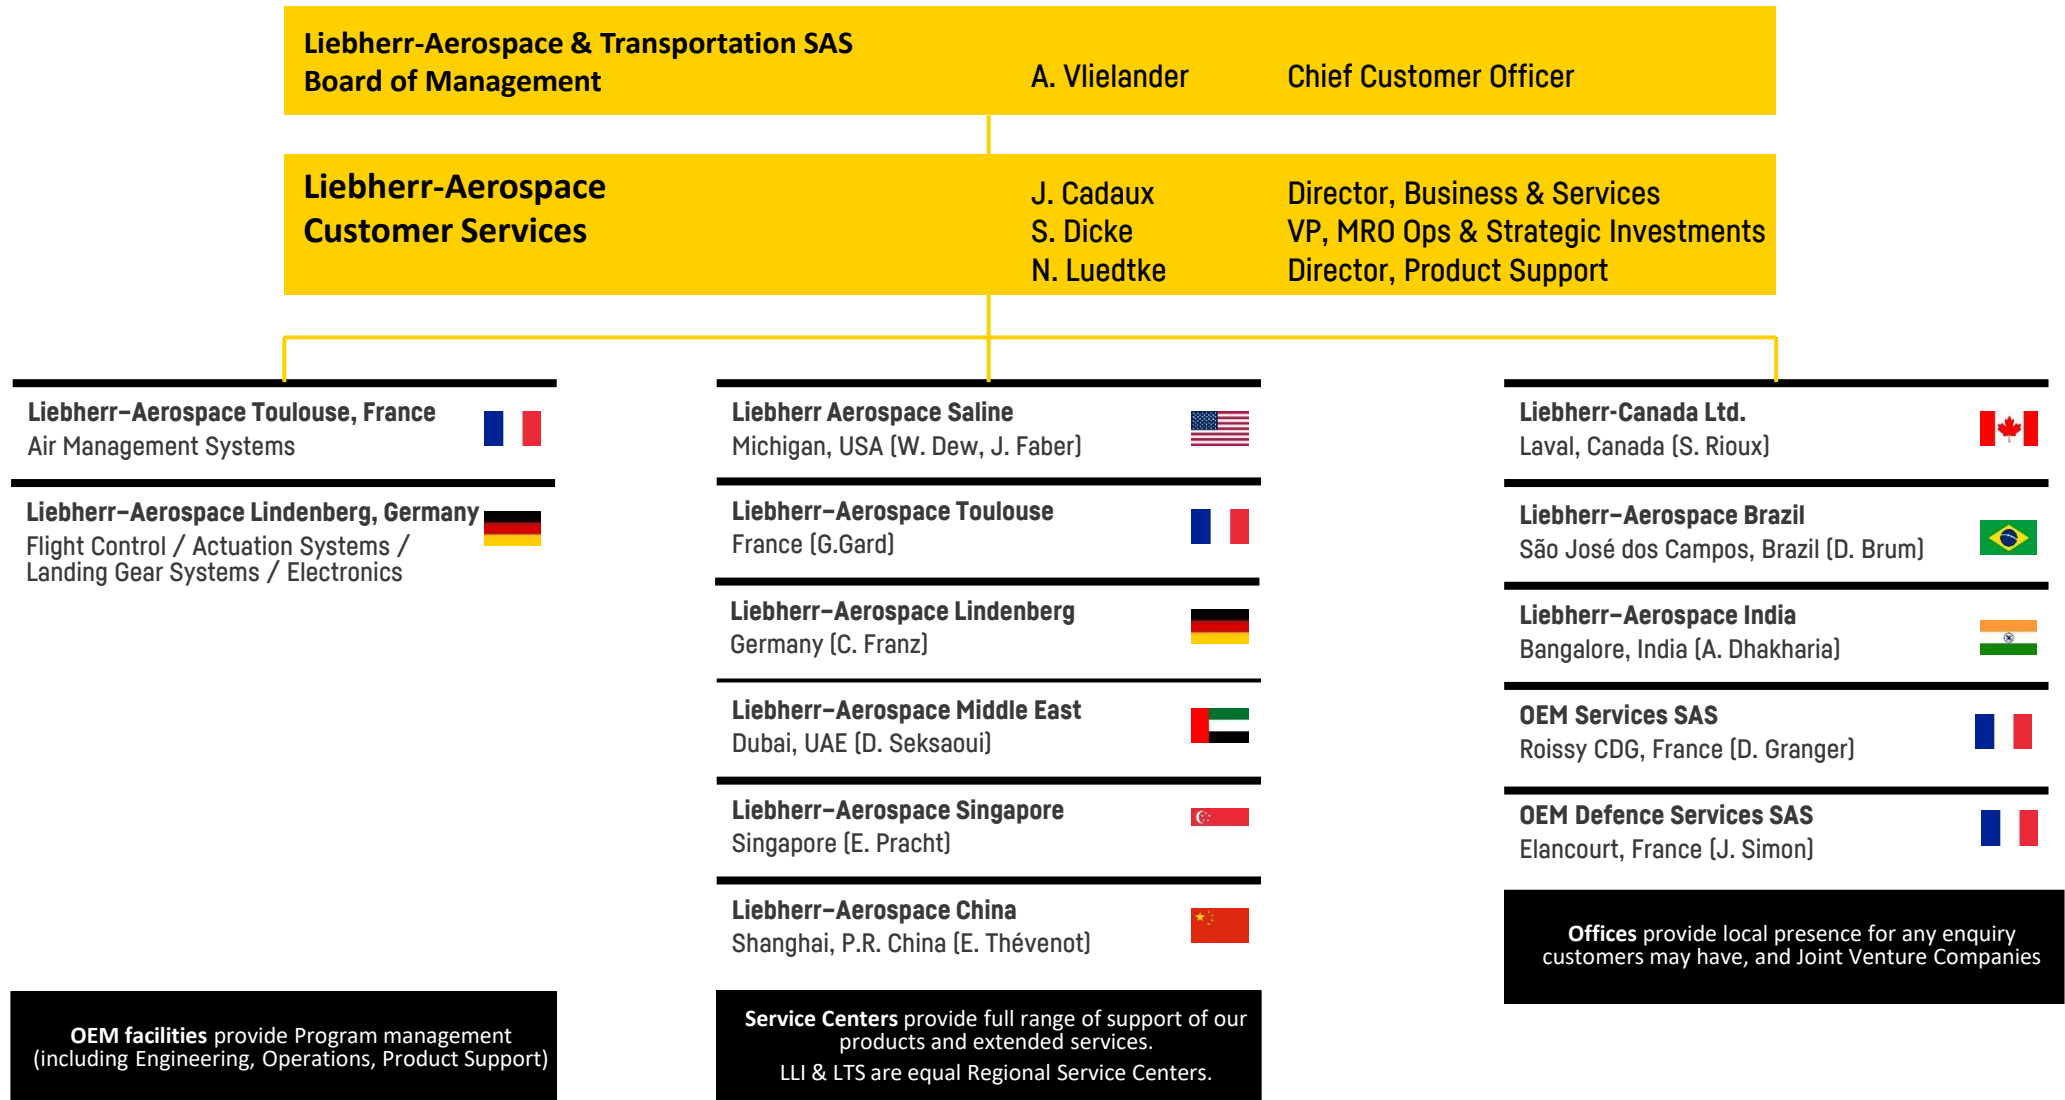 Liebherr-Aerospace & Transportation SAS
Board of Management
A. Vlielander Chief Customer Officer
Liebherr-Aerospace
Customer Services
J. Cadaux Director, Business & Services
S. Dicke VP, MRO Ops & Strategic Investments
N. Luedtke Director, Product Support
Liebherr–Aerospace Toulouse, France
Air Management Systems
Liebherr–Aerospace Lindenberg, Germany
Flight Control / Actuation Systems /
Landing Gear Systems / Electronics
OEM facilities provide Program management
(including Engineering, Operations, Product Support)
Liebherr Aerospace Saline
Michigan, USA (W. Dew, J. Faber)
Liebherr–Aerospace Toulouse
France (G.Gard)
Liebherr–Aerospace Lindenberg
Germany (C. Franz)
Liebherr–Aerospace Middle East
Dubai, UAE (D. Seksaoui)
Liebherr–Aerospace Singapore
Singapore (E. Pracht)
Liebherr–Aerospace China
Shanghai, P.R. China (E. Thévenot)
Service Centers provide full range of support of our
products and extended services.
LLI & LTS are equal Regional Service Centers.
Liebherr-Canada Ltd.
Laval, Canada (S. Rioux)
Liebherr–Aerospace Brazil
São José dos Campos, Brazil (D. Brum)
Liebherr–Aerospace India
Bangalore, India (A. Dhakharia)
OEM Services SAS
Roissy CDG, France (D. Granger)
OEM Defence Services SAS
Elancourt, France (J. Simon)
Offices provide local presence for any enquiry
customers may have, and Joint Venture Companies